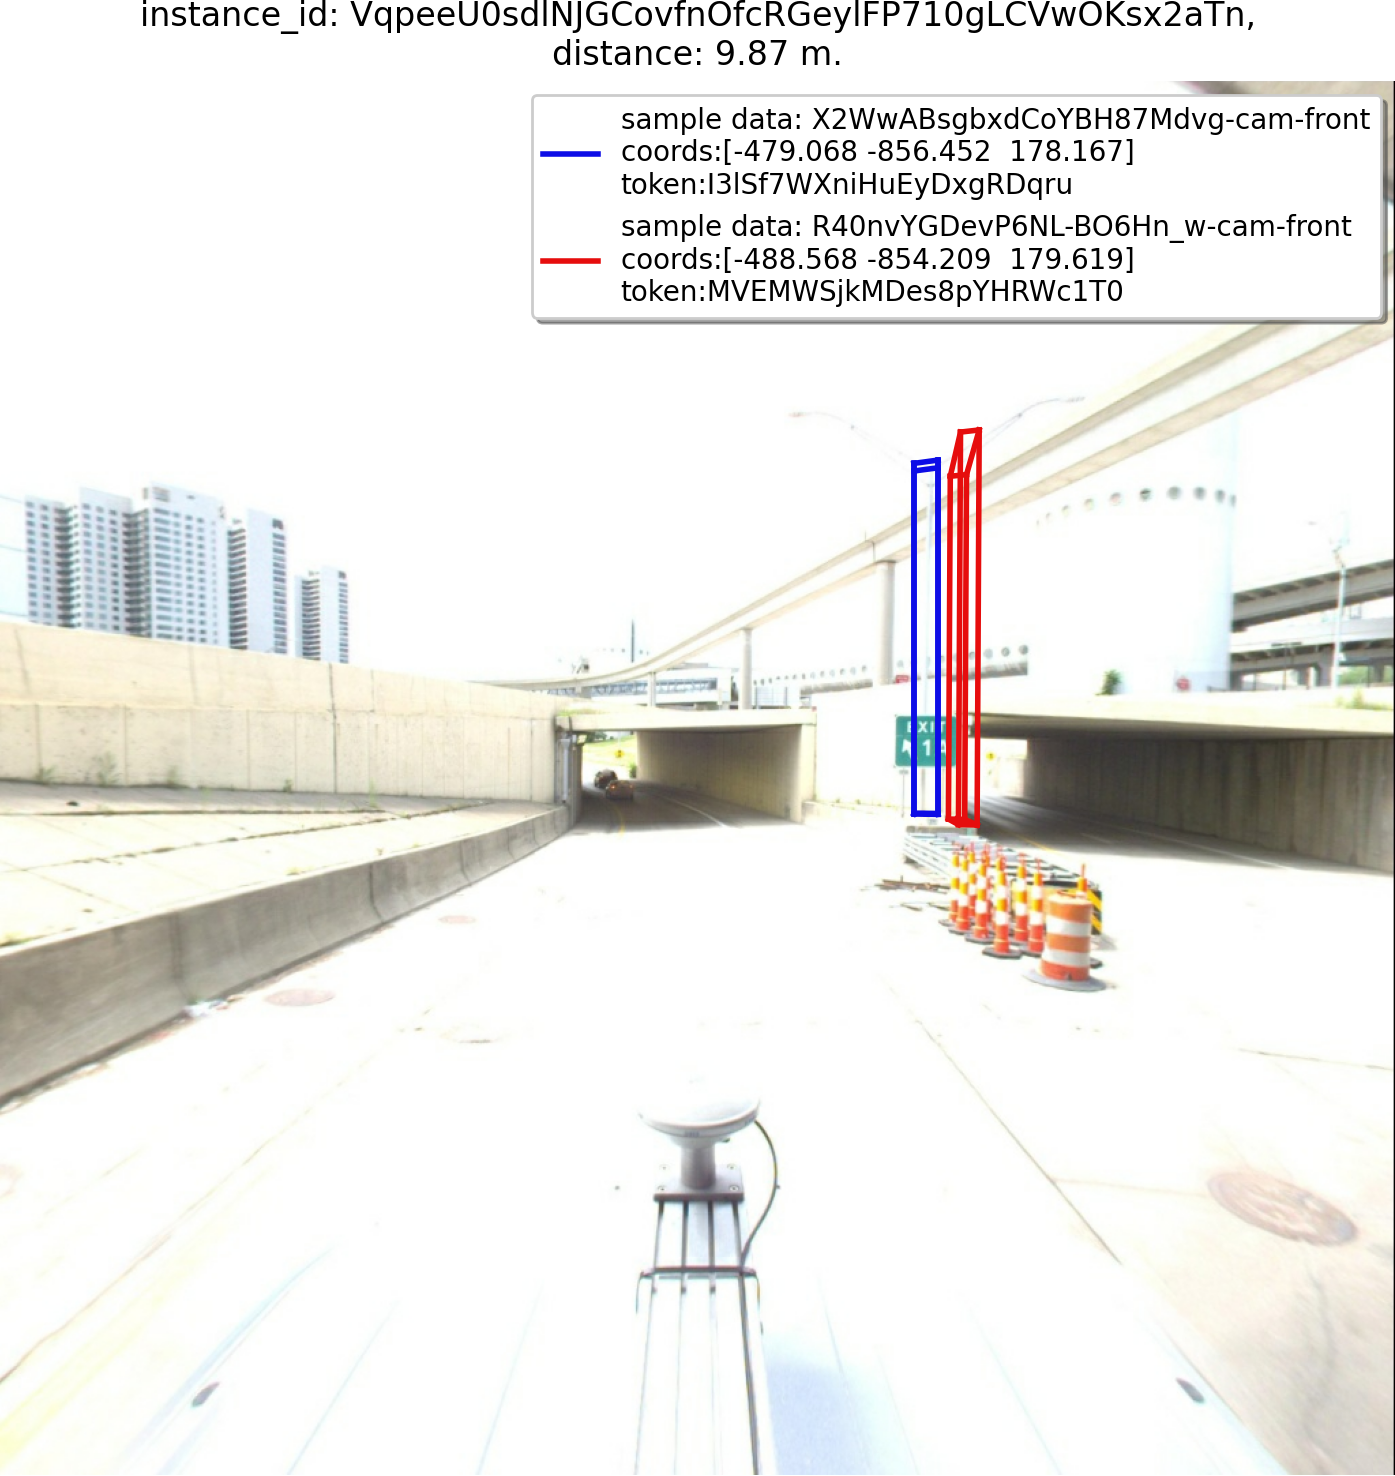 instance_id: VqpeeU0sdlNJGCovfnOfcRGeylFP710gLCVwOKsx2aTn,
distance: 9.87 m.
sample data: X2WwABsgbxdCoYBH87Mdvg-cam-front
coords:[-479.068 -856.452  178.167]
token:I3lSf7WXniHuEyDxgRDqru
sample data: R40nvYGDevP6NL-BO6Hn_w-cam-front
coords:[-488.568 -854.209  179.619]
token:MVEMWSjkMDes8pYHRWc1T0
EXIT